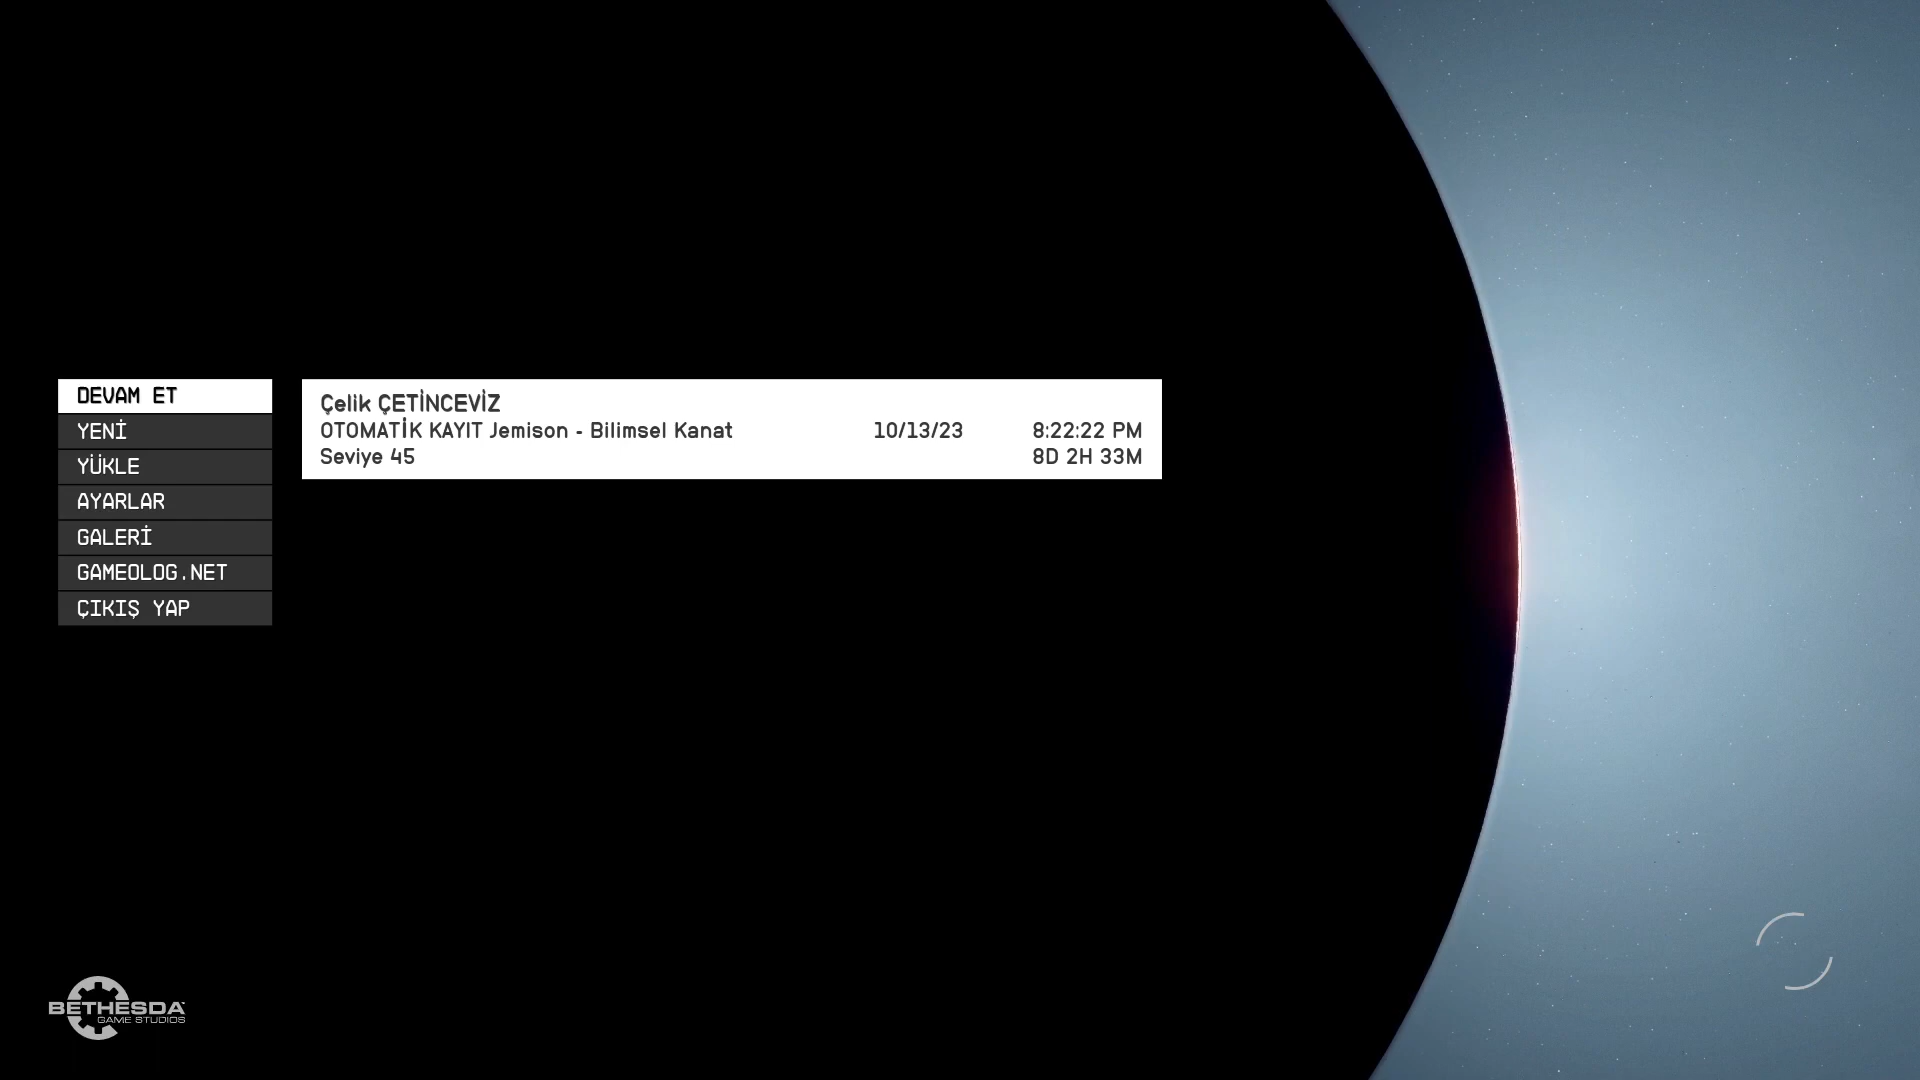 DEVAM ET
YENİ
YÜKLE
AYARLAR
GALERİ
GAMEOLOG.NET
ÇIKIŞ YAP
Çelik ÇETİNCEVİZ
OTOMATİK KAYIT Jemison - Bilimsel Kanat 10/13/23 8:22:22 PM
Seviye 45 8D 2H 33M
BETHESDA
GAME STUDIOS